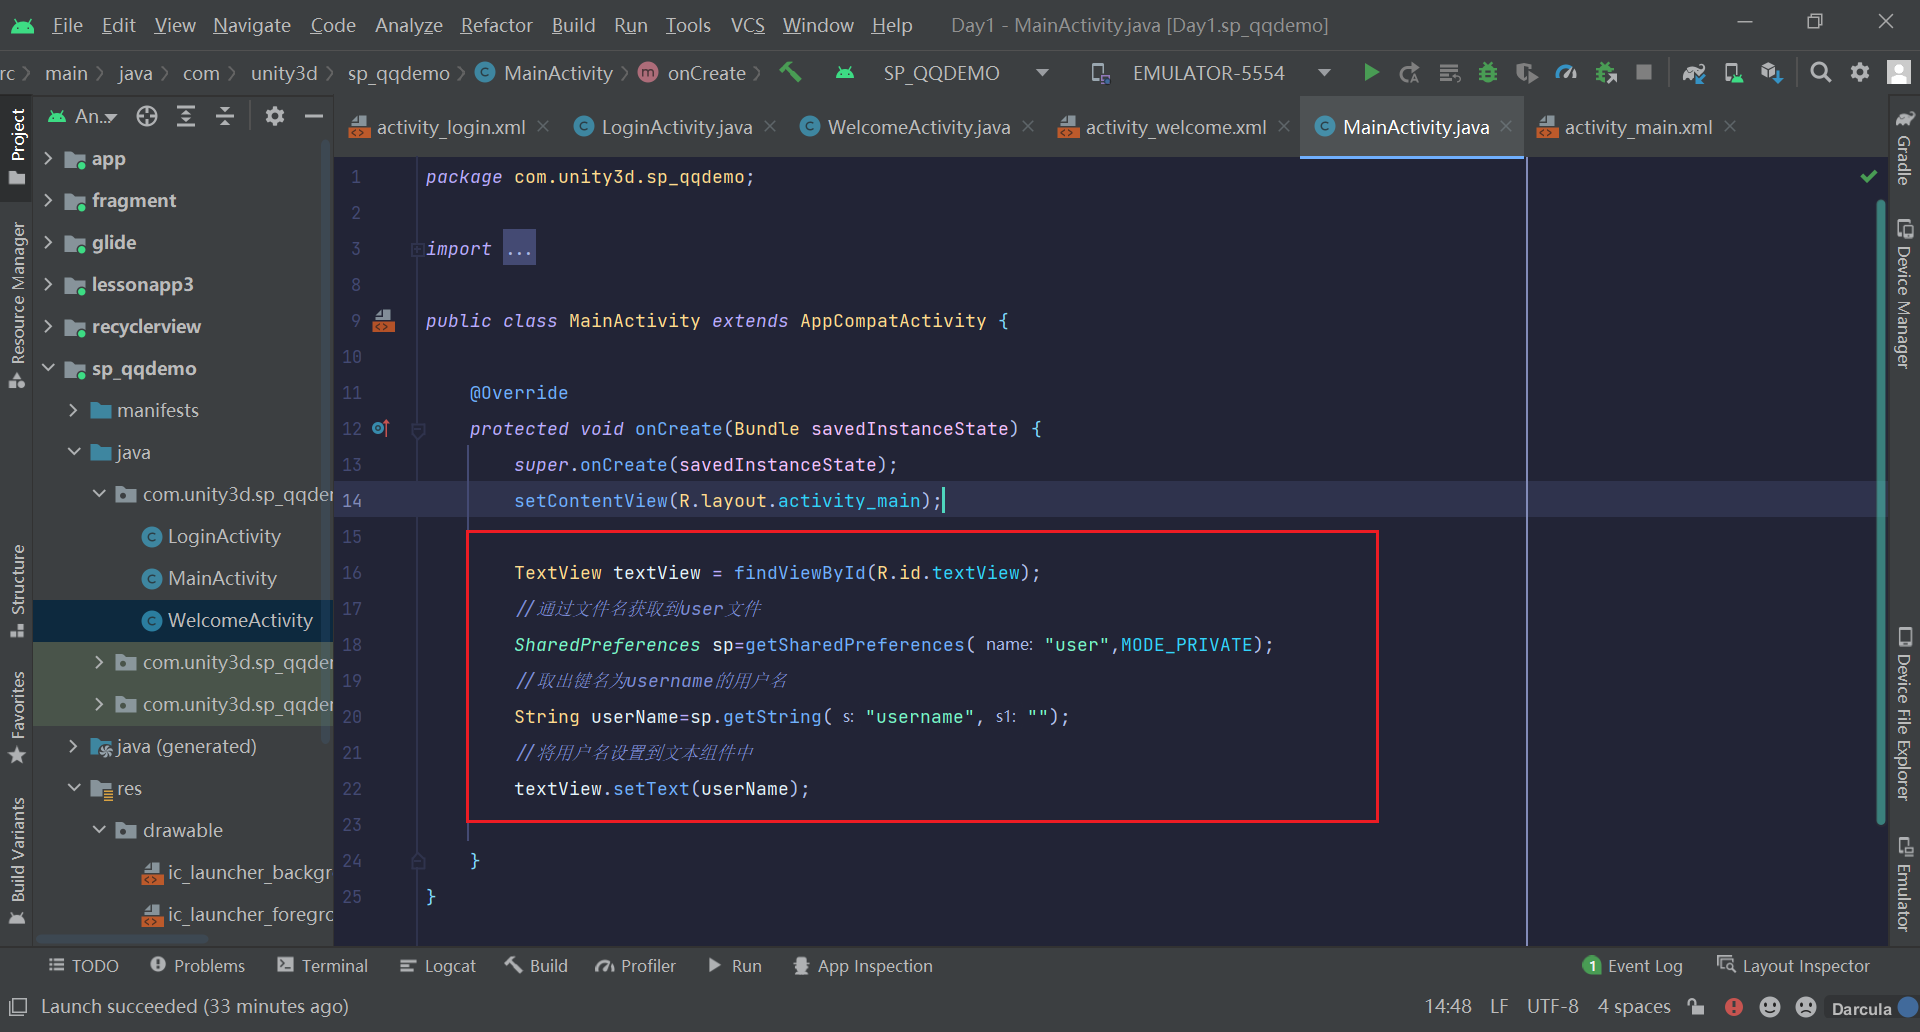 File Edit View Navigate Code Analyze Refactor Build Run Tools VCS Window Help Day1 - MainActivity.java [Day1.sp_qqdemo]
rc main java com unity3d sp_qqdemo MainActivity onCreate SP_QQDEMO EMULATOR-5554
An.. activity_login.xml LoginActivity.java WelcomeActivity.java activity_welcome.xml MainActivity.java activity_main.xml
Project
Resource Manager
Structure
Favorites
Build Variants
app
fragment
glide
lessonapp3
recyclerview
sp_qqdemo
manifests
java
com.unity3d.sp_qqder
LoginActivity
MainActivity
WelcomeActivity
com.unity3d.sp_qqder
com.unity3d.sp_qqder
java (generated)
res
drawable
ic_launcher_backgr
ic_launcher_foregro
1 package com.unity3d.sp_qqdemo;
2
3 import ...
8
9 public class MainActivity extends AppCompatActivity {
10
11 @Override
12 protected void onCreate(Bundle savedInstanceState) {
13 super.onCreate(savedInstanceState);
14 setContentView(R.layout.activity_main);
15
16 TextView textView = findViewById(R.id.textView);
17 //通过文件名获取到user文件
18 SharedPreferences sp=getSharedPreferences( name: "user",MODE_PRIVATE);
19 //取出键名为username的用户名
20 String userName=sp.getString( s: "username", s1: "");
21 //将用户名设置到文本组件中
22 textView.setText(userName);
23
24 }
25 }
Gradle
Device Manager
Device File Explorer
Emulator
TODO Problems Terminal Logcat Build Profiler Run App Inspection 1 Event Log Layout Inspector
Launch succeeded (33 minutes ago) 14:48 LF UTF-8 4 spaces Darcula